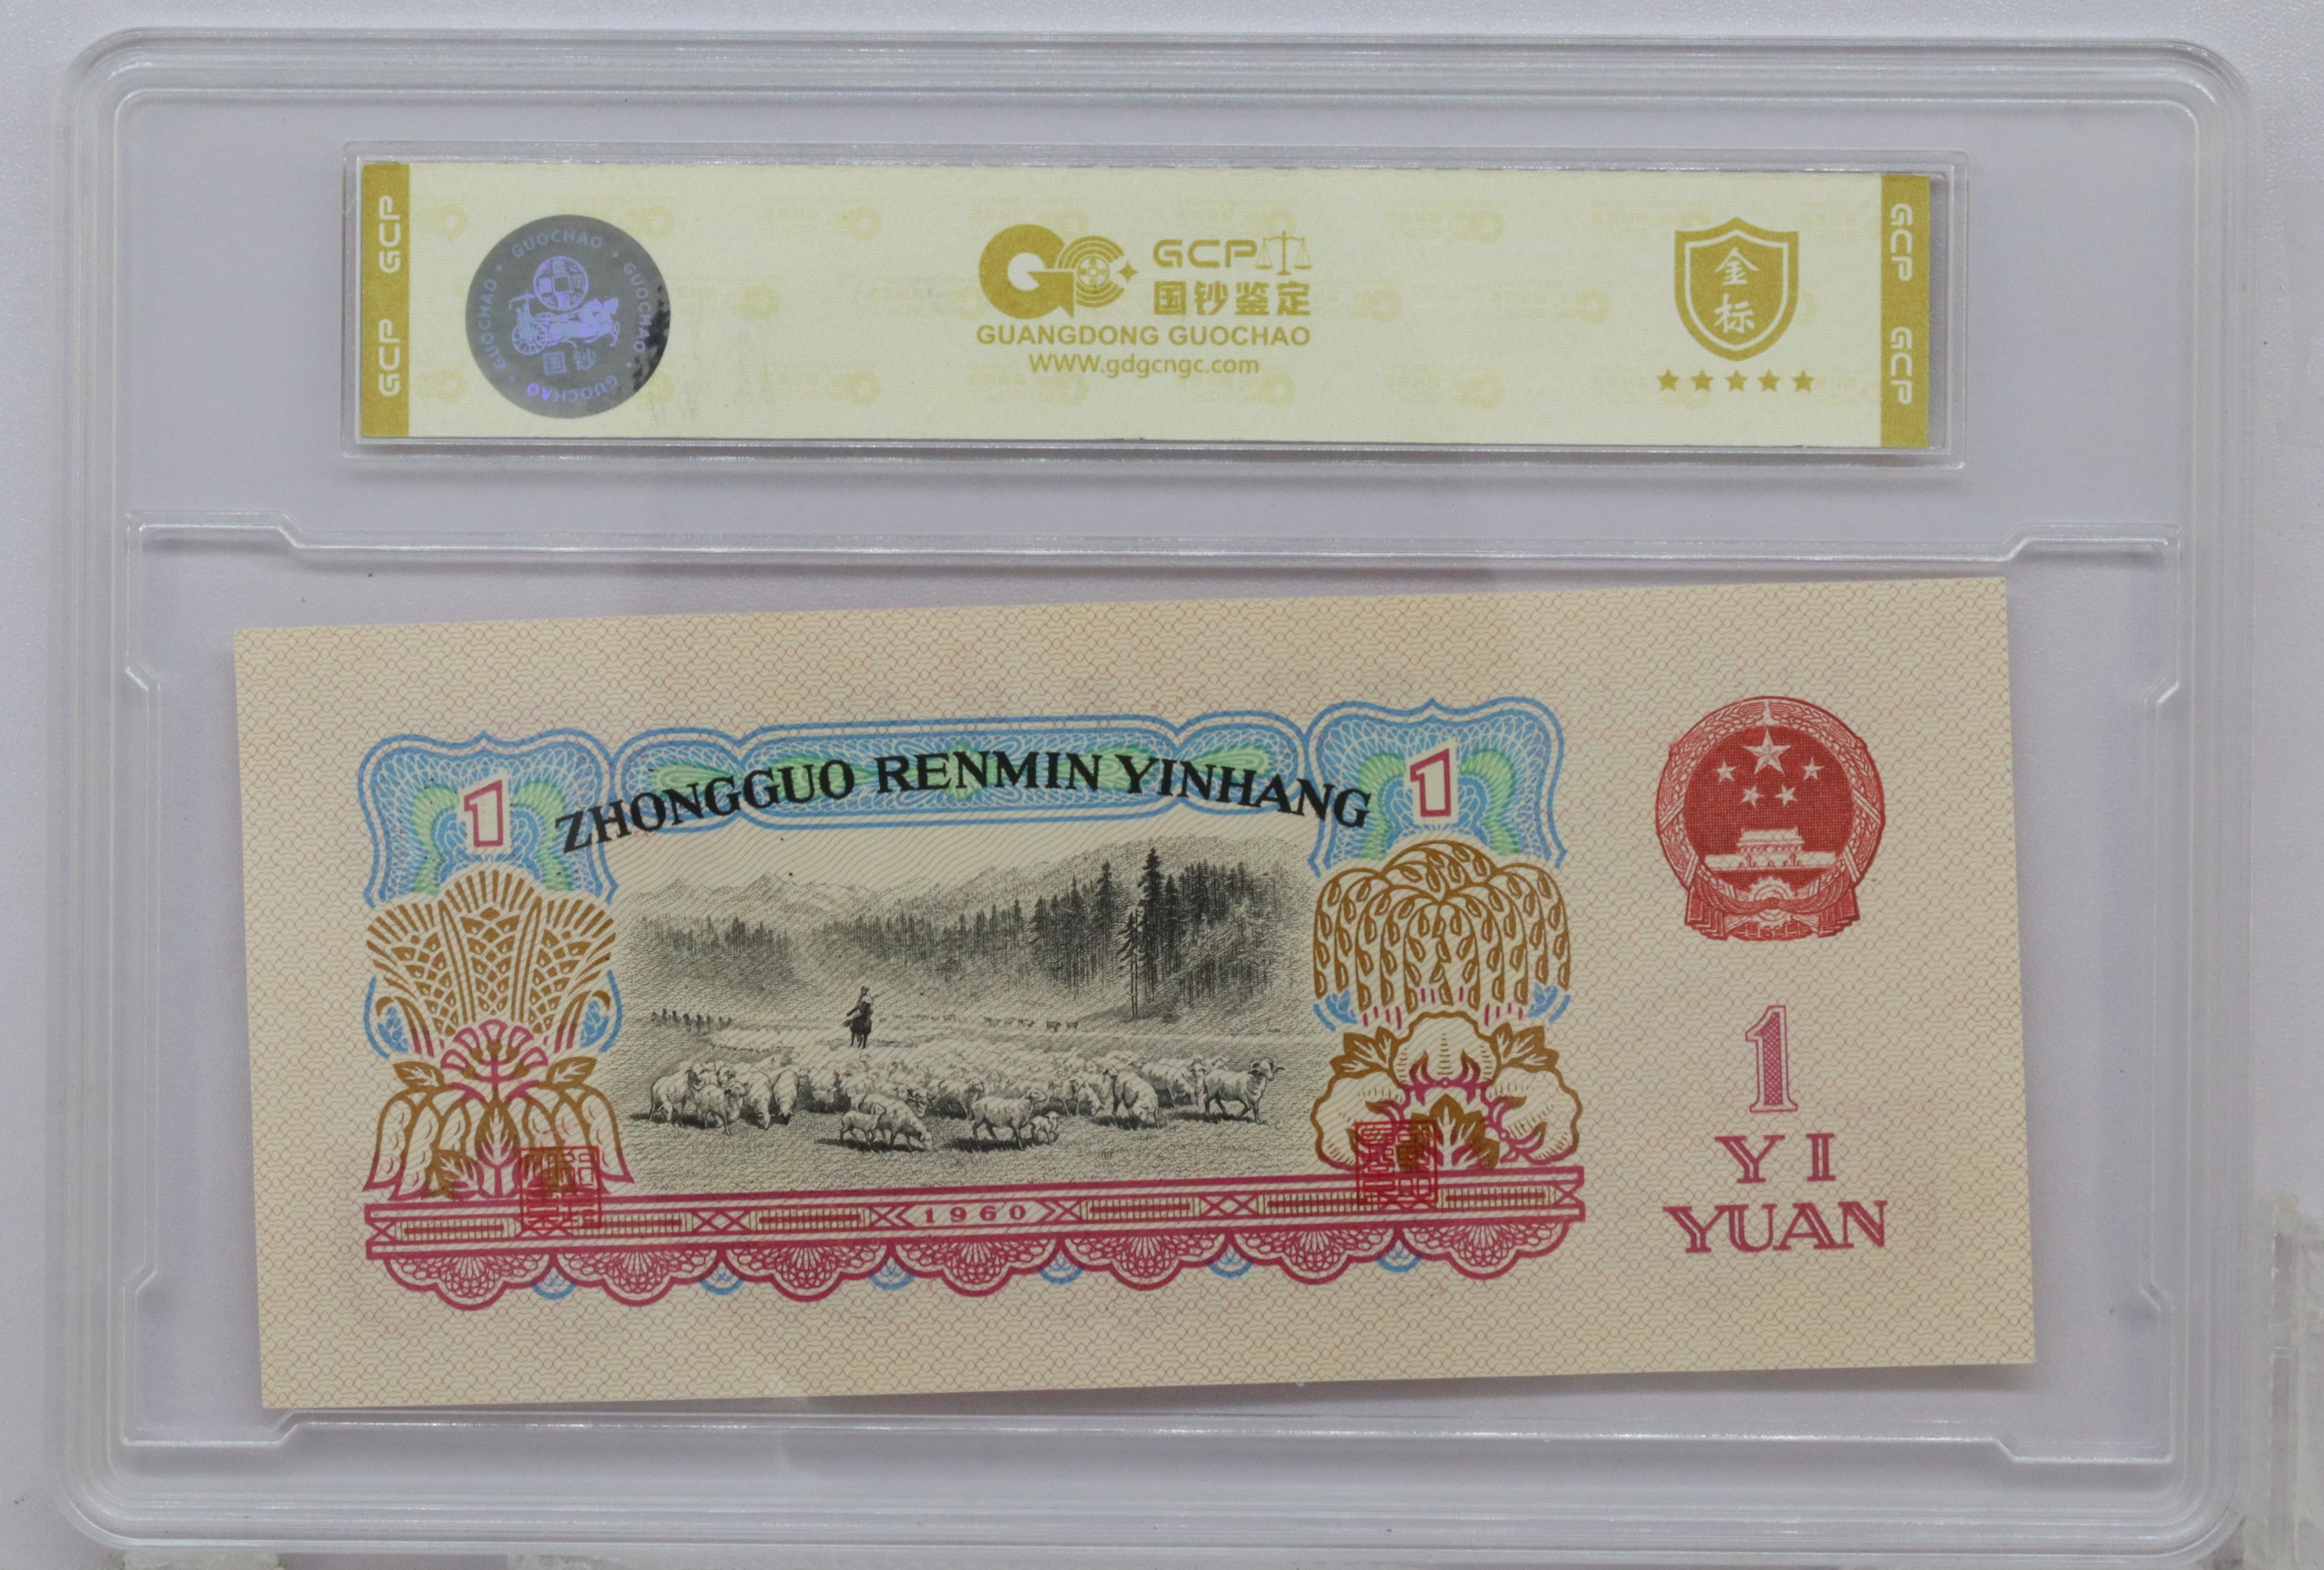 GCP GCP
GUOCHAO GUOCHAO GUOCHAO GUOCHAO
国钞
GCP
国钞鉴定
GUANGDONG GUOCHAO
WWW.gdgcngc.com
金
标
GCP GCP
1
ZHONGGUO RENMIN YINHANG
1
1960
1
YI
YUAN